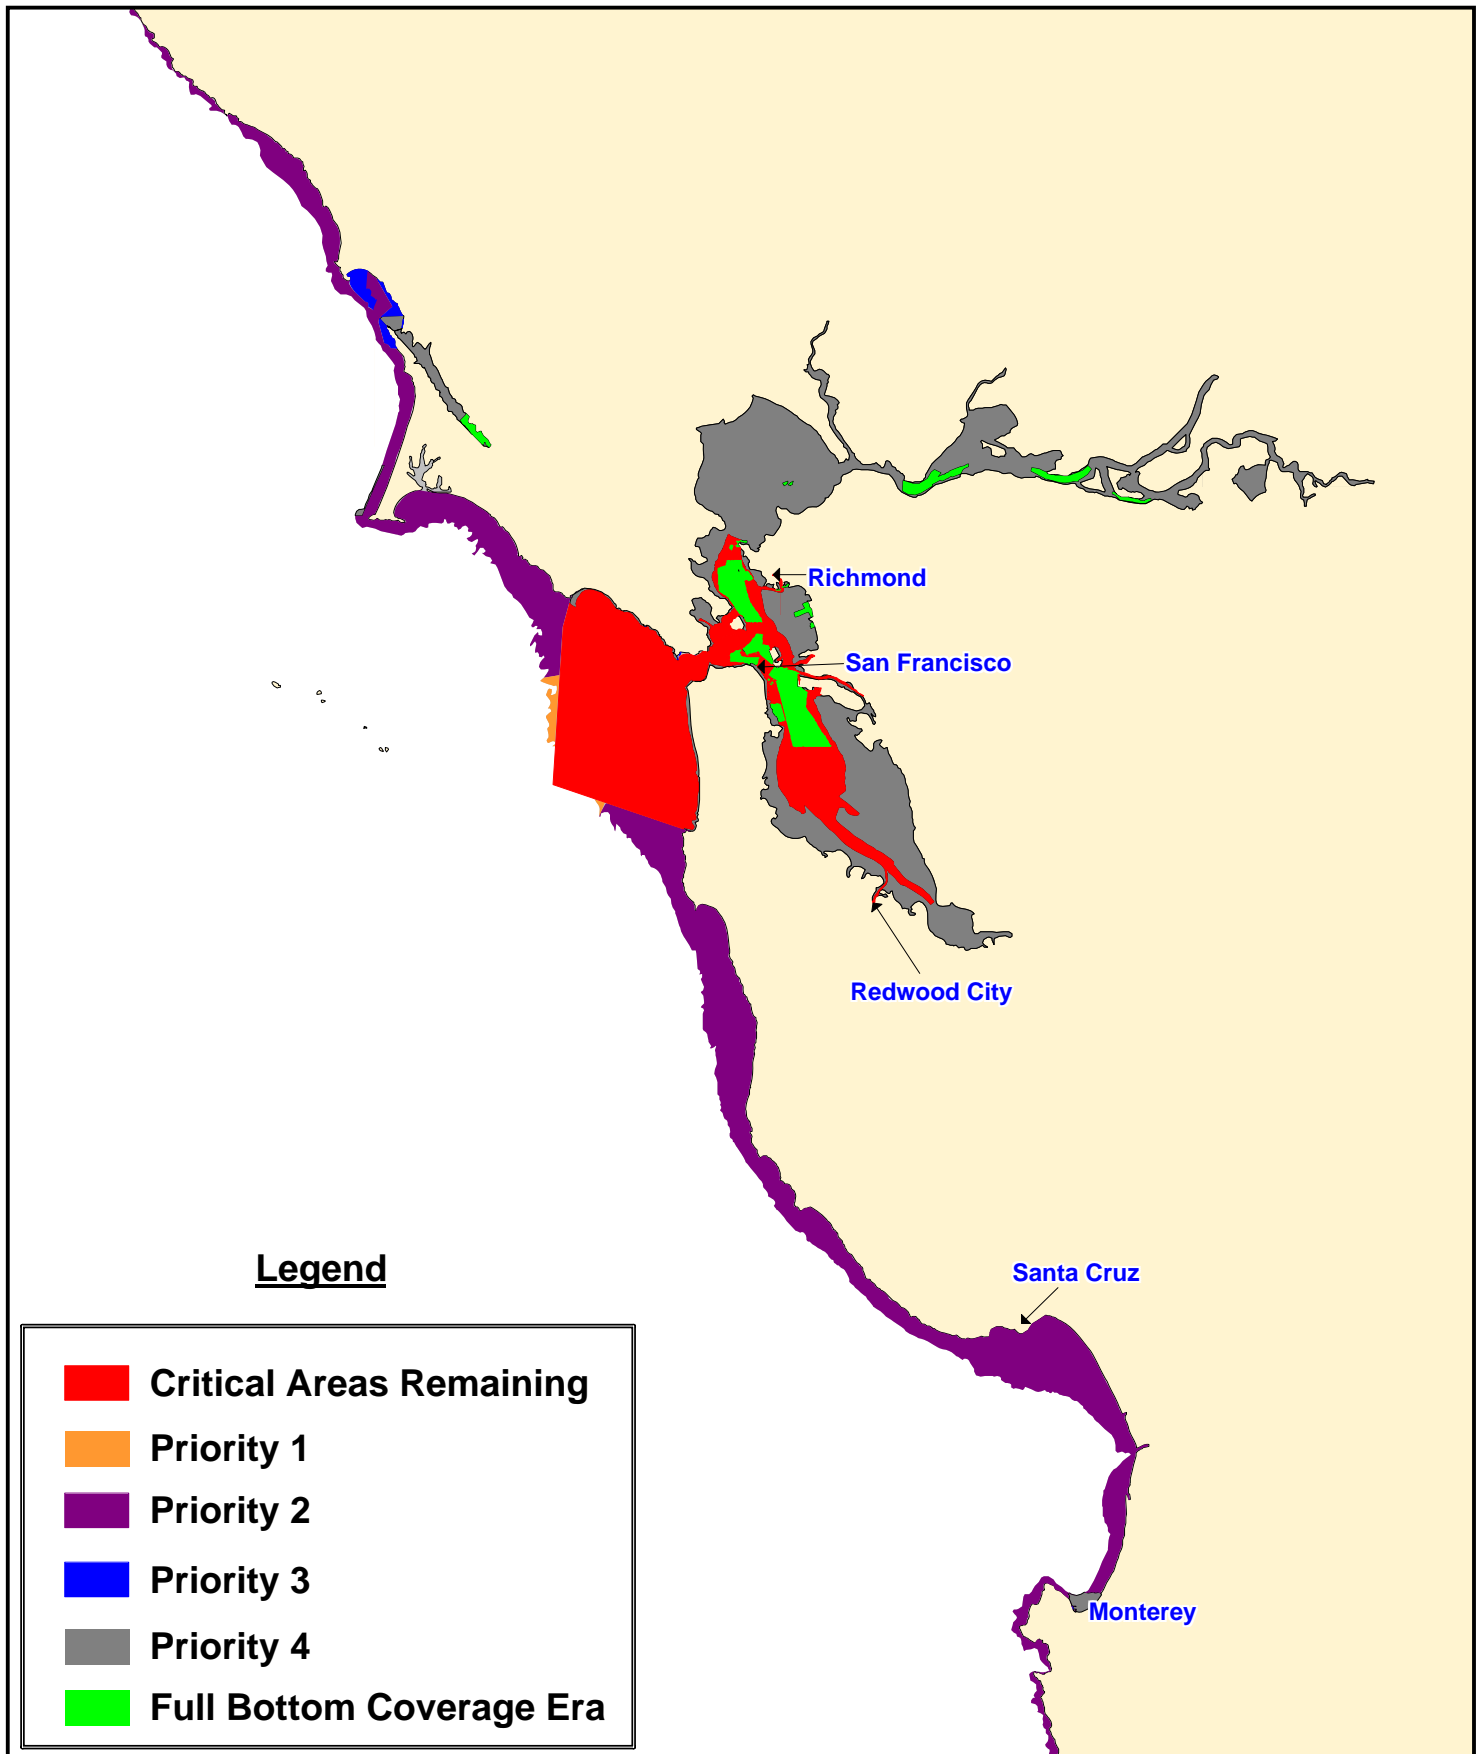 Richmond
San Francisco
Redwood City
Santa Cruz
Monterey
Legend
Critical Areas Remaining
Priority 1
Priority 2
Priority 3
Priority 4
Full Bottom Coverage Era